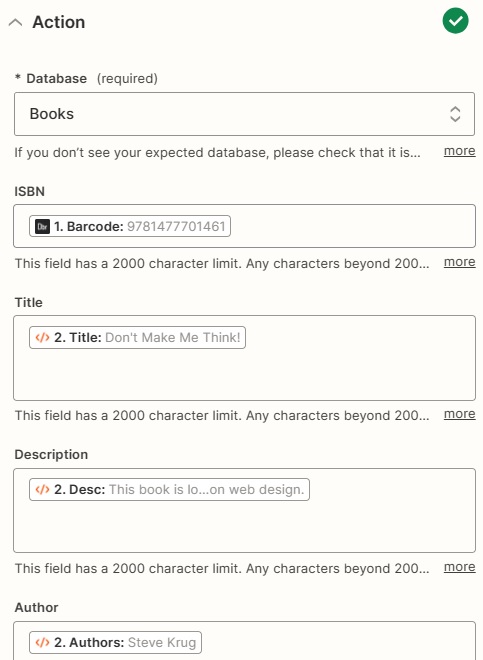 Action
* Database (required)
Books
If you don't see your expected database, please check that it is... more
ISBN
1. Barcode: 9781477701461
This field has a 2000 character limit. Any characters beyond 200... more
Title
</> 2. Title: Don't Make Me Think!
This field has a 2000 character limit. Any characters beyond 200... more
Description
</> 2. Desc: This book is lo...on web design.
This field has a 2000 character limit. Any characters beyond 200... more
Author
</> 2. Authors: Steve Krug